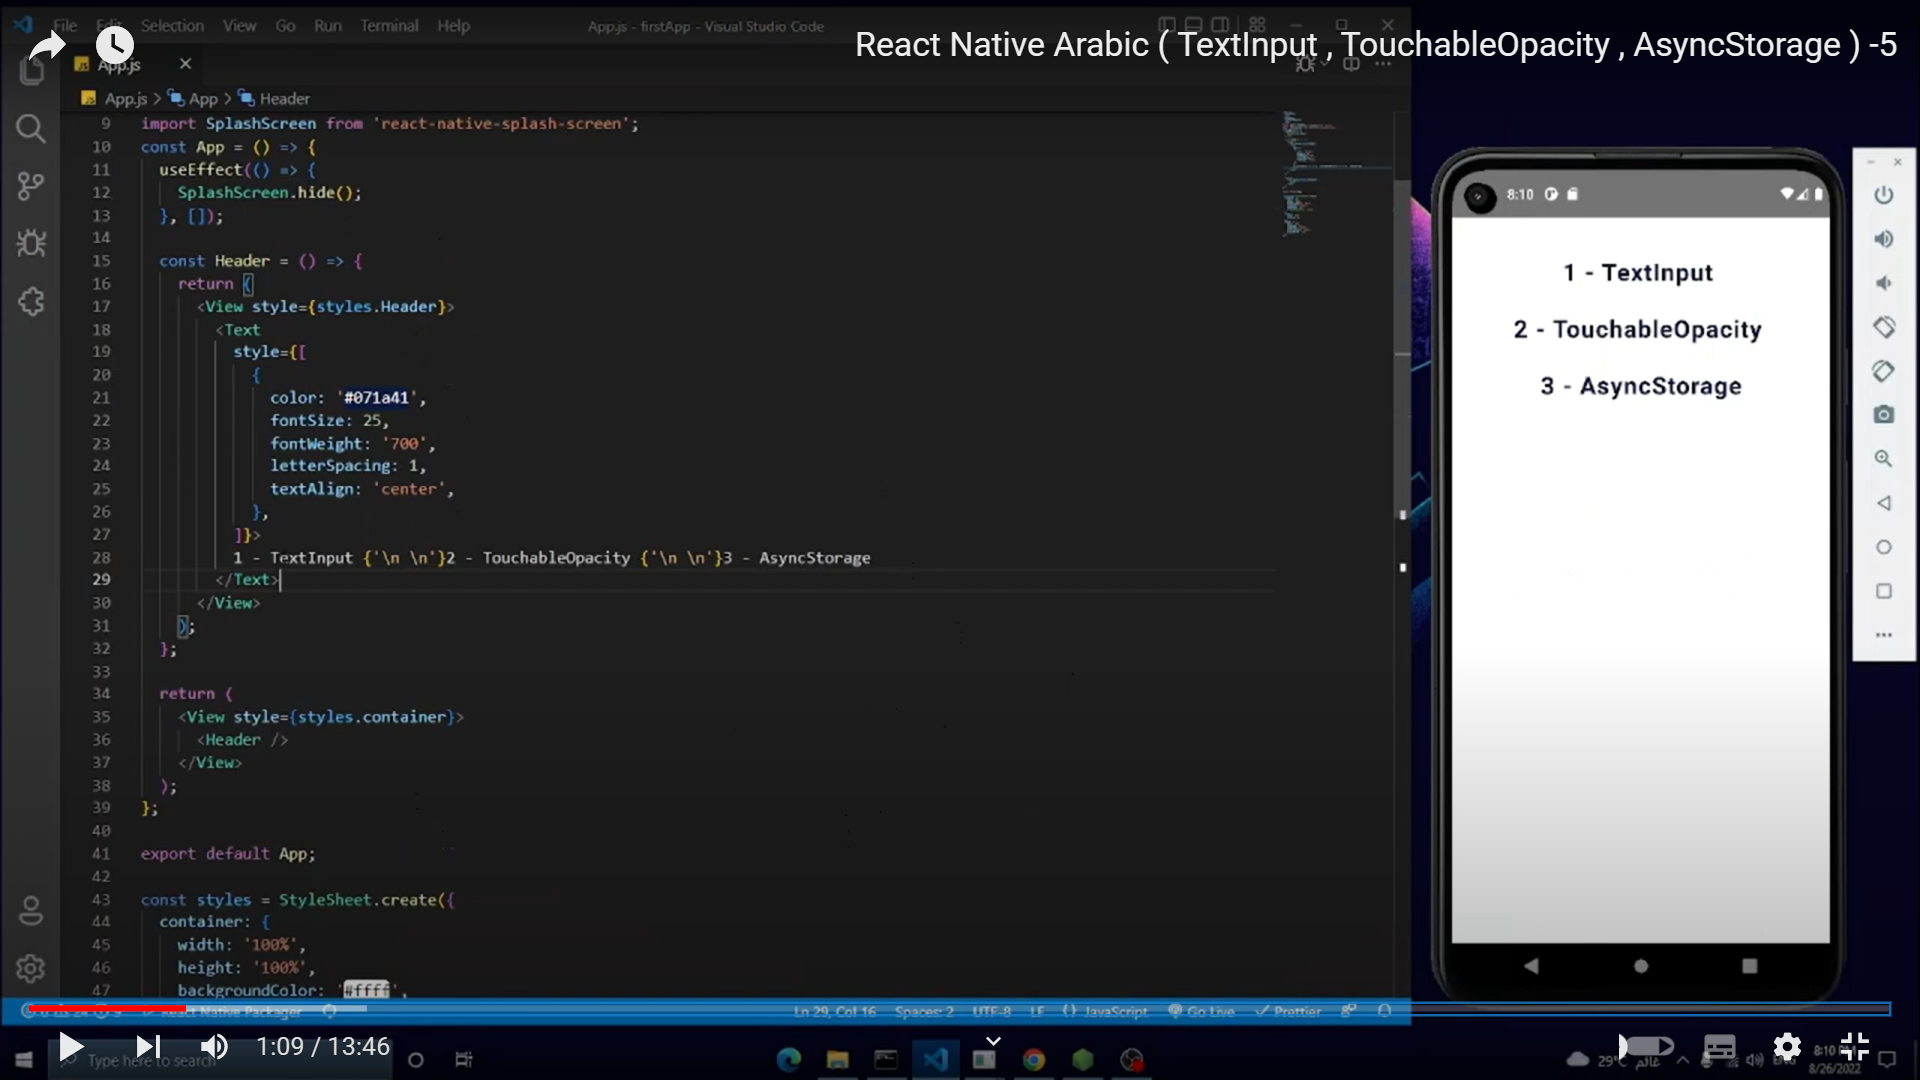 File Edit Selection View Go Run Terminal Help
App.js - firstApp - Visual Studio Code
React Native Arabic ( TextInput , TouchableOpacity , AsyncStorage ) -5
App.js
App.js > App > Header
9 import SplashScreen from 'react-native-splash-screen';
10 const App = () => {
11 useEffect(() => {
12 SplashScreen.hide();
13 }, []);
14
15 const Header = () => {
16 return (
17 <View style={styles.Header}>
18 <Text
19 style={[
20 {
21 color: '#071a41',
22 fontSize: 25,
23 fontWeight: '700',
24 letterSpacing: 1,
25 textAlign: 'center',
26 },
27 ]}>
28 1 - TextInput {'\n \n'}2 - TouchableOpacity {'\n \n'}3 - AsyncStorage
29 </Text>
30 </View>
31 );
32 };
33
34 return (
35 <View style={styles.container}>
36 <Header />
37 </View>
38 );
39 };
40
41 export default App;
42
43 const styles = StyleSheet.create({
44 container: {
45 width: '100%',
46 height: '100%',
47 backgroundColor: '#ffff',
8:10
1 - TextInput
2 - TouchableOpacity
3 - AsyncStorage
React Native Packager
Ln 29, Col 16 Spaces: 2 UTF-8 LF {} JavaScript Go Live Prettier
1:09 / 13:46
Type here to search
29° غائم
8:10 PM
8/26/2022